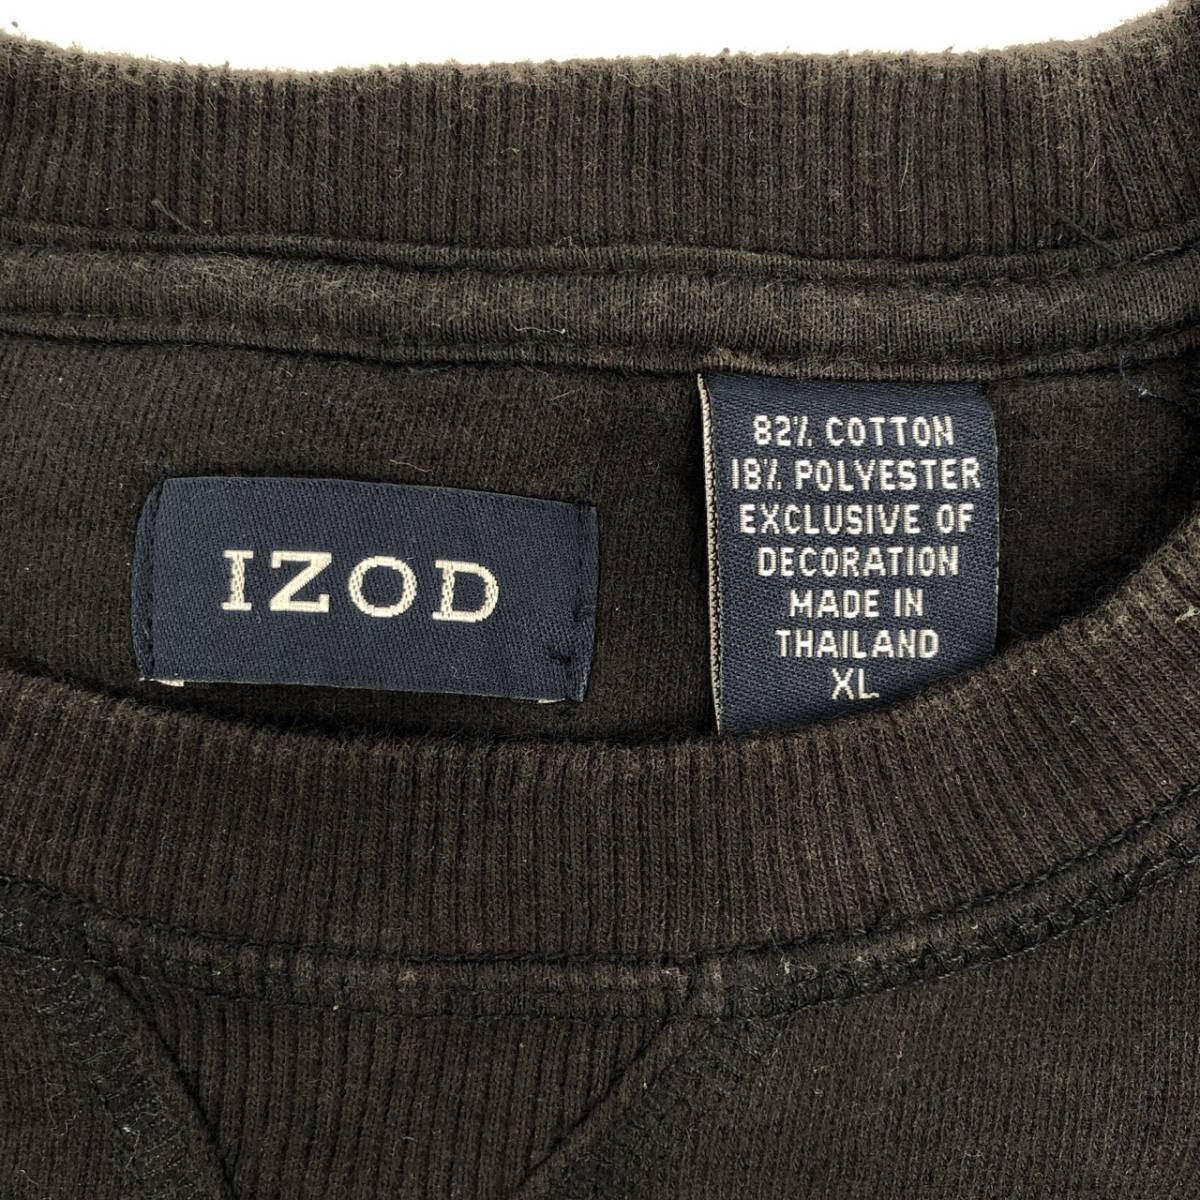 IZOD
82% COTTON
18% POLYESTER
EXCLUSIVE OF
DECORATION
MADE IN
THAILAND
XL